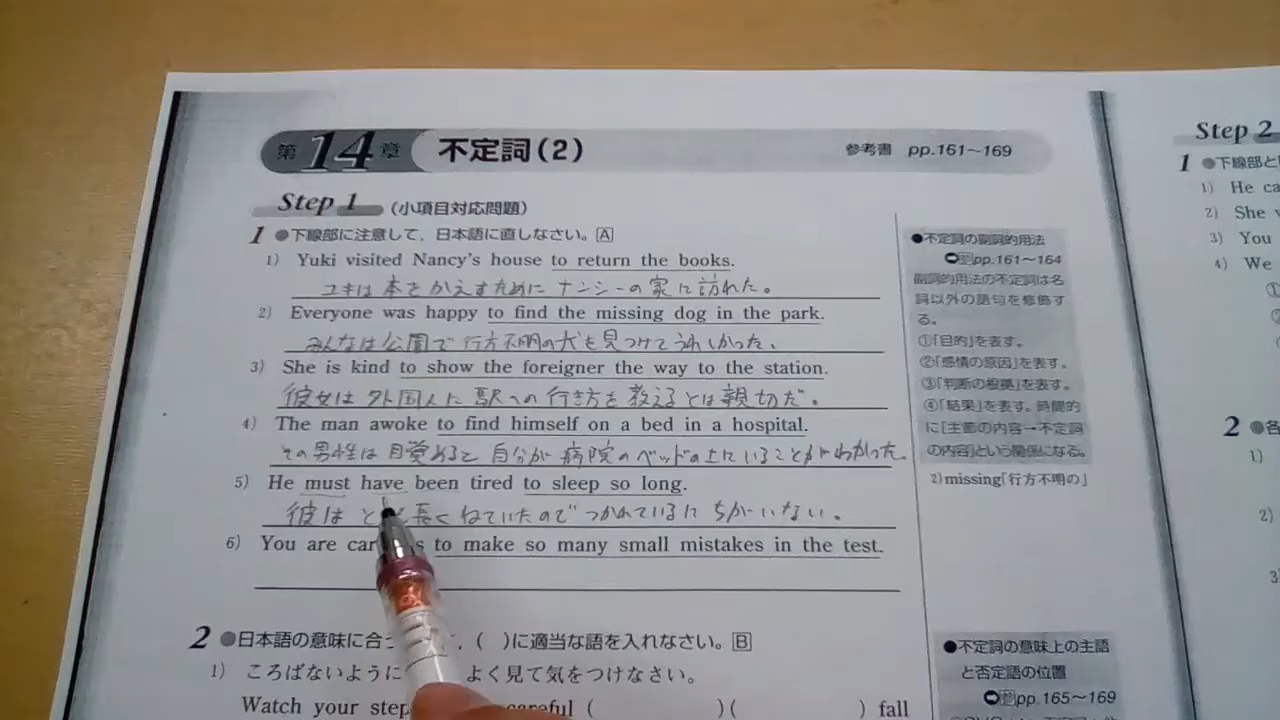 第14章 不定詞(2) 参考書 pp.161～169
Step 1 (小項目対応問題)
1 ●下線部に注意して，日本語に直しなさい。A
1) Yuki visited Nancy's house to return the books.
ユキは本をかえすためにナンシーの家に訪れた。
2) Everyone was happy to find the missing dog in the park.
みんなは公園で行方不明の犬を見つけてうれしかった。
3) She is kind to show the foreigner the way to the station.
彼女は外国人に駅への行き方を教えるとは親切だ。
4) The man awoke to find himself on a bed in a hospital.
その男性は目覚めると自分が病院のベッドの上にいることがわかった。
5) He must have been tired to sleep so long.
彼はと 長くねていたのでつかれているにちがいない。
6) You are to make so many small mistakes in the test.
2 ●日本語の意味に合 ，( )に適当な語を入れなさい。B
1) ころばないように よく見て気をつけなさい。
Watch your step ( )( ) fall
●不定詞の副詞的用法
➡参pp.161～164
副詞的用法の不定詞は名
詞以外の語句を修飾す
る。
①「目的」を表す。
②「感情の原因」を表す。
③「判断の根拠」を表す。
④「結果」を表す。時間的
に［主節の内容→不定詞
の内容］という関係になる。
2) missing「行方不明の」
●不定詞の意味上の主語
と否定語の位置
➡参pp.165～169
Step 2
1 ●下線部と
1) He ca
2) She
3) You
4) We
①
②
③
2 ●各
1)
2)
3